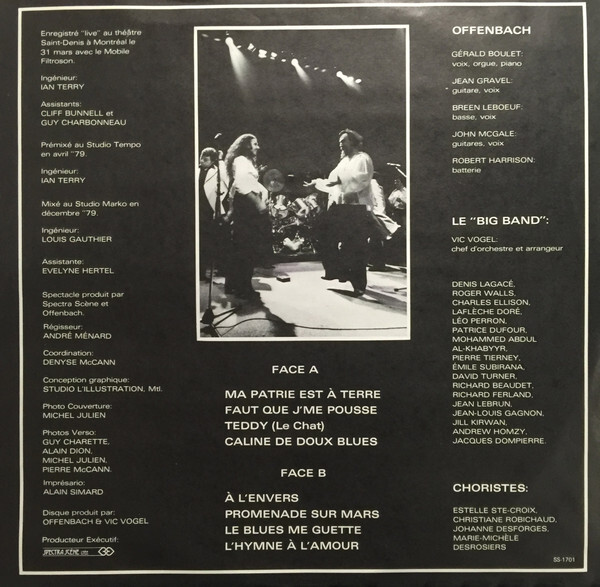 Enregistré "live" au théâtre
Saint-Denis à Montréal le
31 mars avec le Mobile
Filtroson.
Ingénieur:
IAN TERRY
Assistants:
CLIFF BUNNELL et
GUY CHARBONNEAU
Prémixé au Studio Tempo
en avril '79.
Ingénieur:
IAN TERRY
Mixé au Studio Marko en
décembre '79.
Ingénieur:
LOUIS GAUTHIER
Assistante:
EVELYNE HERTEL
Spectacle produit par
Spectra Scène et
Offenbach.
Régisseur:
ANDRÉ MÉNARD
Coordination:
DENYSE McCANN
Conception graphique:
STUDIO L'ILLUSTRATION, Mtl.
Photo Couverture:
MICHEL JULIEN
Photos Verso:
GUY CHARETTE,
ALAIN DION,
MICHEL JULIEN,
PIERRE McCANN.
Imprésario:
ALAIN SIMARD
Disque produit par:
OFFENBACH & VIC VOGEL
Producteur Exécutif:
SPECTRA SCÈNE LTÉE
FACE A
MA PATRIE EST À TERRE
FAUT QUE J'ME POUSSE
TEDDY (Le Chat)
CALINE DE DOUX BLUES
FACE B
À L'ENVERS
PROMENADE SUR MARS
LE BLUES ME GUETTE
L'HYMNE À L'AMOUR
OFFENBACH
GÉRALD BOULET:
voix, orgue, piano
JEAN GRAVEL:
guitare, voix
BREEN LEBOEUF:
basse, voix
JOHN MCGALE:
guitares, voix
ROBERT HARRISON:
batterie
LE "BIG BAND":
VIC VOGEL:
chef d'orchestre et arrangeur
DENIS LAGACÉ,
ROGER WALLS,
CHARLES ELLISON,
LAFLÈCHE DORÉ,
LÉO PERRON,
PATRICE DUFOUR,
MOHAMMED ABDUL
AL-KHABYYR,
PIERRE TIERNEY,
ÉMILE SUBIRANA,
DAVID TURNER,
RICHARD BEAUDET,
RICHARD FERLAND,
JEAN LEBRUN,
JEAN-LOUIS GAGNON,
JILL KIRWAN,
ANDREW HOMZY,
JACQUES DOMPIERRE.
CHORISTES:
ESTELLE STE-CROIX,
CHRISTIANE ROBICHAUD,
JOHANNE DESFORGES,
MARIE-MICHÈLE
DESROSIERS
SS-1701